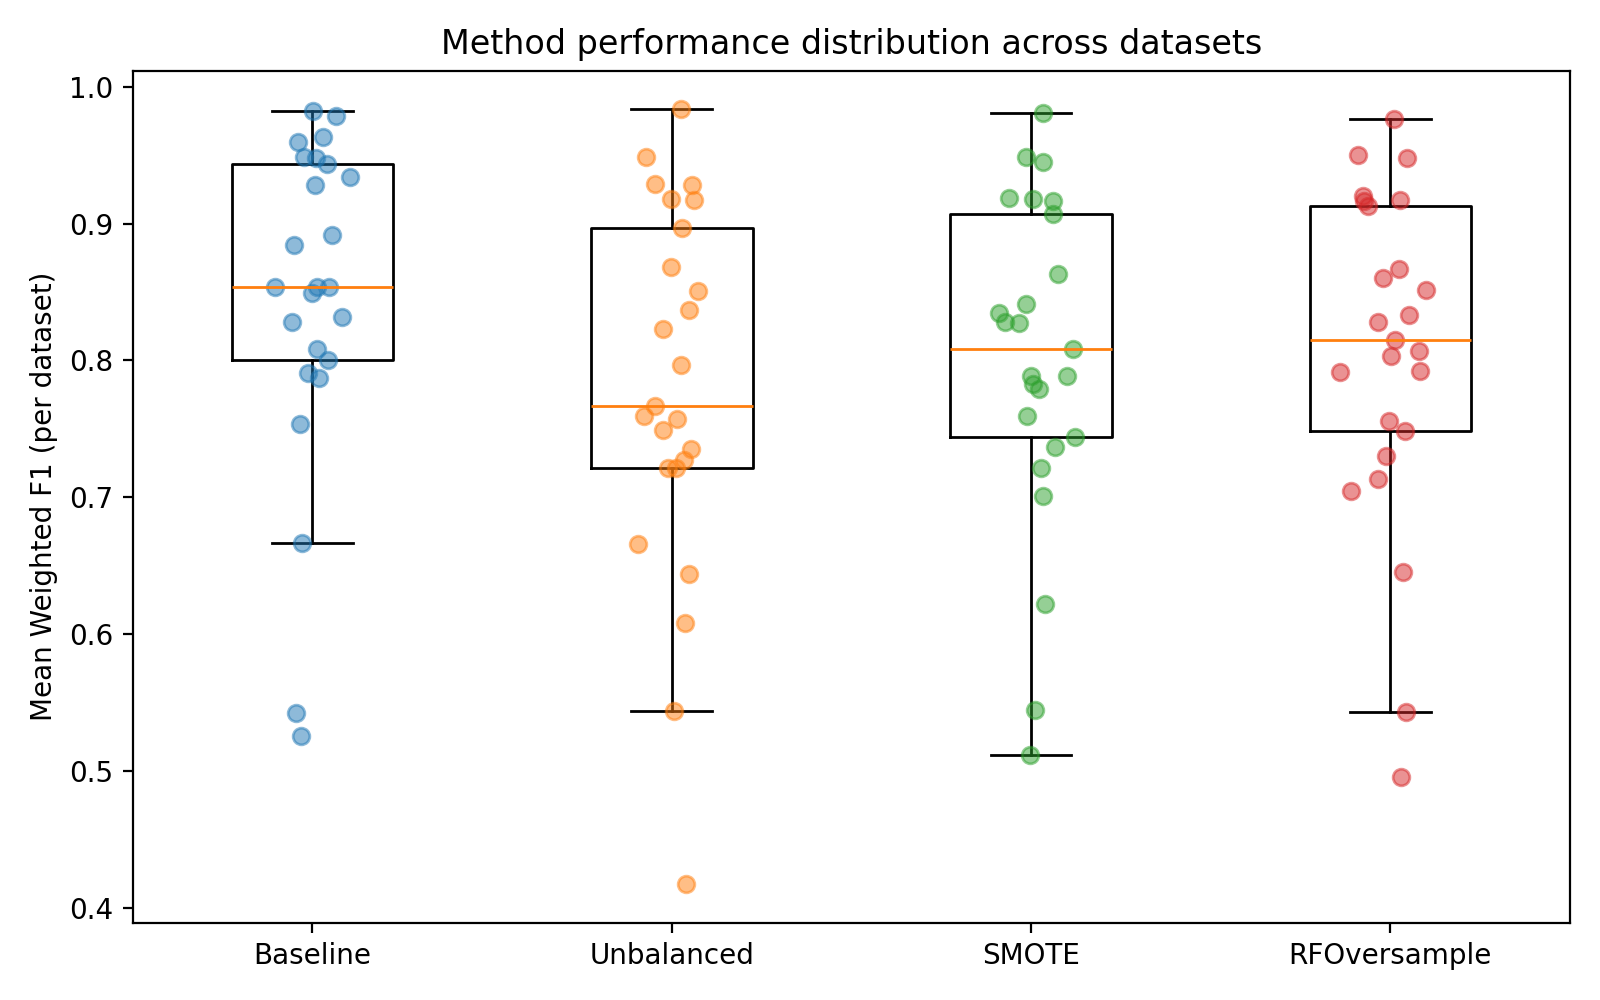 Method performance distribution across datasets
Mean Weighted F1 (per dataset)
1.0
0.9
0.8
0.7
0.6
0.5
0.4
Baseline
Unbalanced
SMOTE
RFOversample